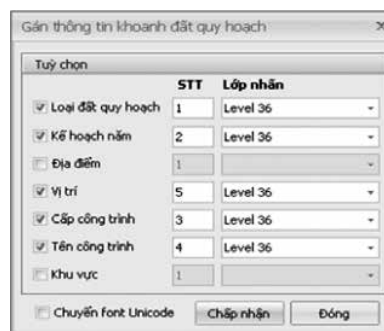 Gán thông tin khoanh đất quy hoạch x
Tuỳ chọn
STT Lớp nhãn
Loại đất quy hoạch 1 Level 36
Kế hoạch năm 2 Level 36
Địa điểm 1
Vị trí 5 Level 36
Cấp công trình 3 Level 36
Tên công trình 4 Level 36
Khu vực 1
Chuyển font Unicode Chấp nhận Đóng